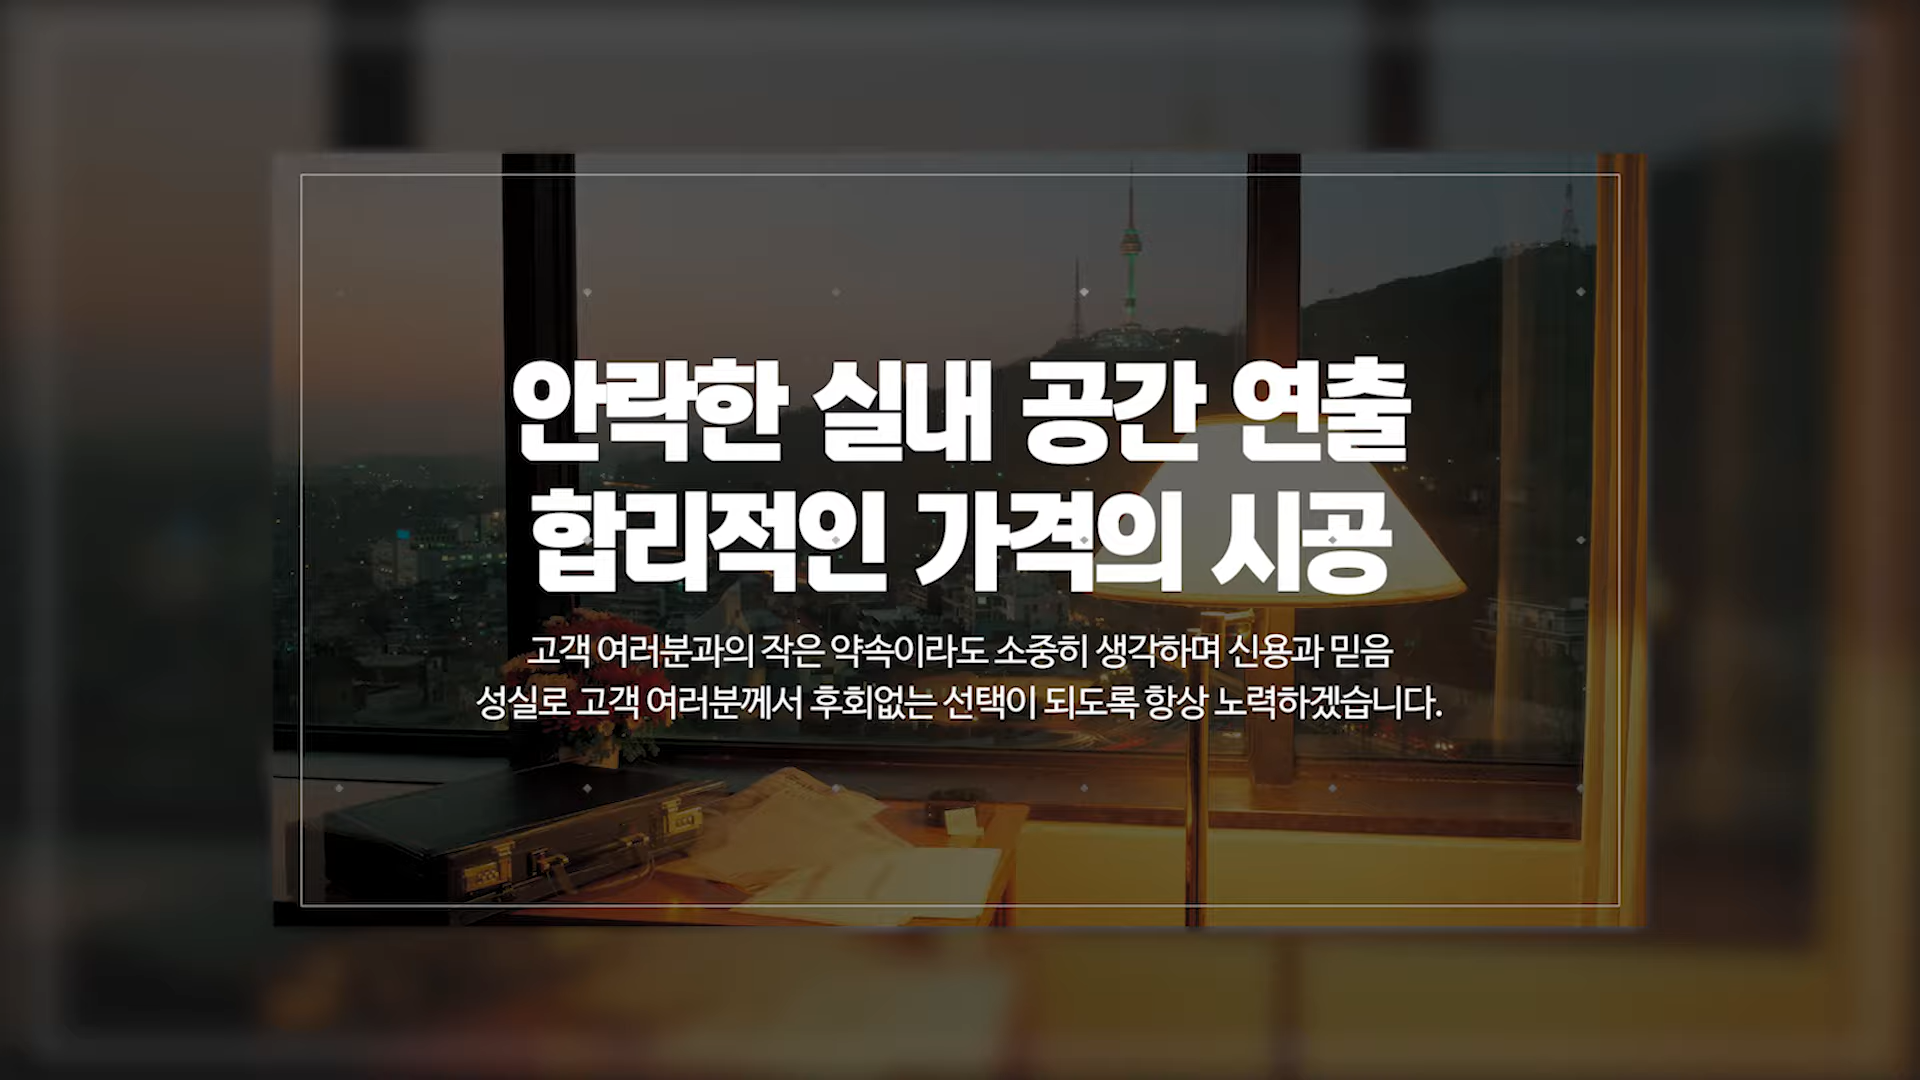 안락한 실내 공간 연출
합리적인 가격의 시공
고객 여러분과의 작은 약속이라도 소중히 생각하며 신용과 믿음
성실로 고객 여러분께서 후회없는 선택이 되도록 항상 노력하겠습니다.